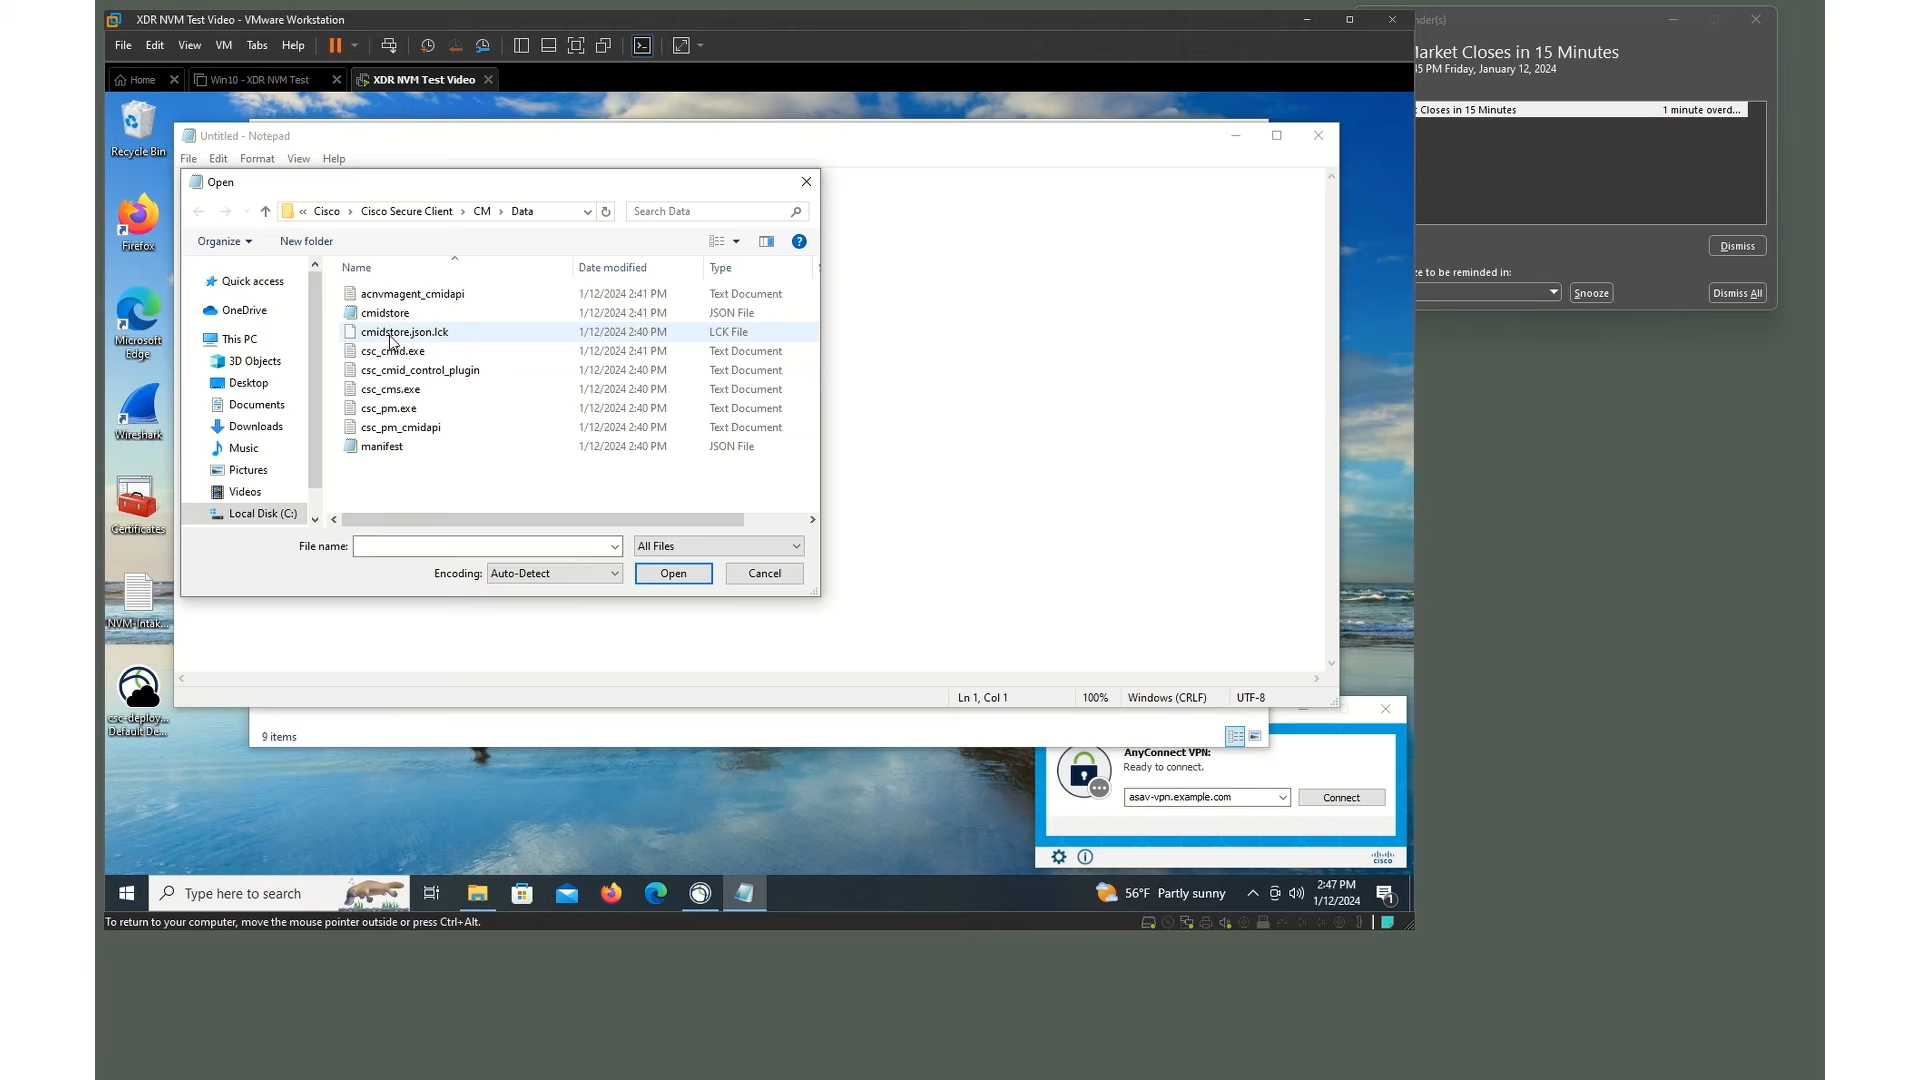 XDR NVM Test Video - VMware Workstation
File Edit View VM Tabs Help
Home
Win10 - XDR NVM Test
XDR NVM Test Video
Recycle Bin
Firefox
Microsoft
Edge
Wireshark
Certificates
NVM-Intak...
csc-deploy...
Default De...
Untitled - Notepad
File Edit Format View Help
Open
« Cisco > Cisco Secure Client > CM > Data
Search Data
Organize New folder
Quick access
OneDrive
This PC
3D Objects
Desktop
Documents
Downloads
Music
Pictures
Videos
Local Disk (C:)
Name Date modified Type
acnvmagent_cmidapi 1/12/2024 2:41 PM Text Document
cmidstore 1/12/2024 2:41 PM JSON File
cmidstore.json.lck 1/12/2024 2:40 PM LCK File
csc_cmid.exe 1/12/2024 2:41 PM Text Document
csc_cmid_control_plugin 1/12/2024 2:40 PM Text Document
csc_cms.exe 1/12/2024 2:40 PM Text Document
csc_pm.exe 1/12/2024 2:40 PM Text Document
csc_pm_cmidapi 1/12/2024 2:40 PM Text Document
manifest 1/12/2024 2:40 PM JSON File
File name: All Files
Encoding: Auto-Detect Open Cancel
Ln 1, Col 1 100% Windows (CRLF) UTF-8
9 items
AnyConnect VPN:
Ready to connect.
asav-vpn.example.com Connect
cisco
Type here to search
56°F Partly sunny
2:47 PM
1/12/2024
1
To return to your computer, move the mouse pointer outside or press Ctrl+Alt.
nder(s)
Market Closes in 15 Minutes
45 PM Friday, January 12, 2024
Closes in 15 Minutes 1 minute overd...
Dismiss
ze to be reminded in:
Snooze Dismiss All